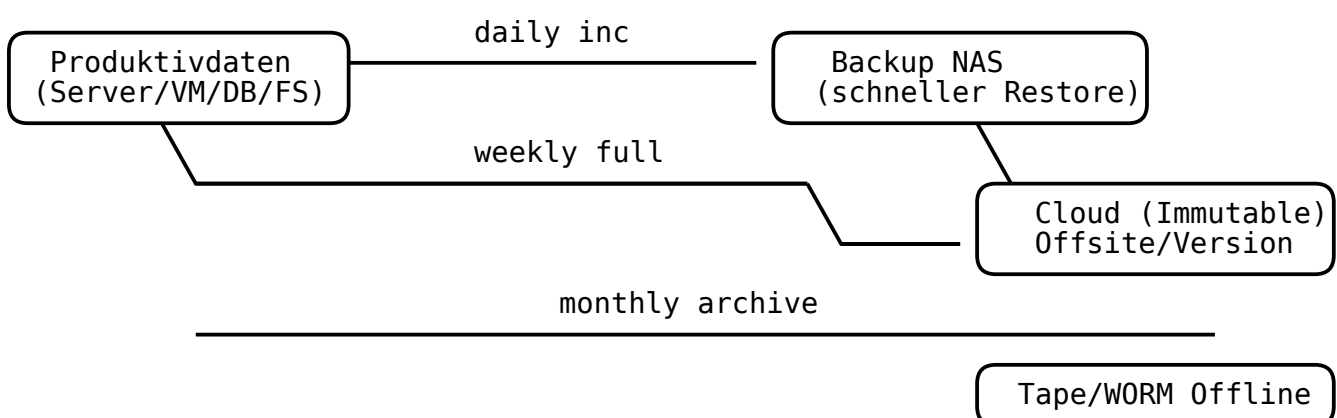 daily inc
Produktivdaten
(Server/VM/DB/FS)
Backup NAS
(schneller Restore)
weekly full
Cloud (Immutable)
Offsite/Version
monthly archive
Tape/WORM Offline